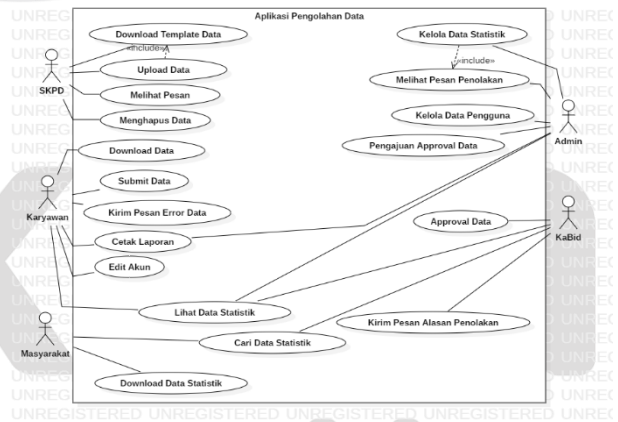 Aplikasi Pengolahan Data
Download Template Data
«include»
Upload Data
Melihat Pesan
Menghapus Data
SKPD
Download Data
Submit Data
Kirim Pesan Error Data
Cetak Laporan
Edit Akun
Karyawan
Lihat Data Statistik
Cari Data Statistik
Download Data Statistik
Masyarakat
Kelola Data Statistik
«include»
Melihat Pesan Penolakan
Kelola Data Pengguna
Pengajuan Approval Data
Admin
Approval Data
KaBid
Kirim Pesan Alasan Penolakan
UNREGISTERED UNREGISTERED UNREGISTERED UNREGISTERED UNREG